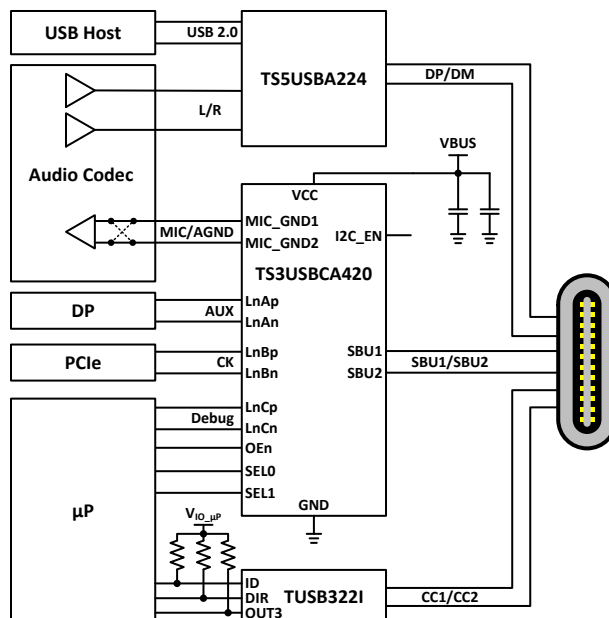 USB Host
USB 2.0
TS5USBA224
DP/DM
L/R
Audio Codec
VBUS
VCC
MIC_GND1
MIC/AGND
MIC_GND2
I2C_EN
TS3USBCA420
DP
AUX
LnAp
LnAn
PCIe
CK
LnBp
LnBn
SBU1
SBU2
SBU1/SBU2
µP
Debug
LnCp
LnCn
OEn
SEL0
SEL1
GND
VIO_µP
ID
DIR
OUT3
TUSB322I
CC1/CC2